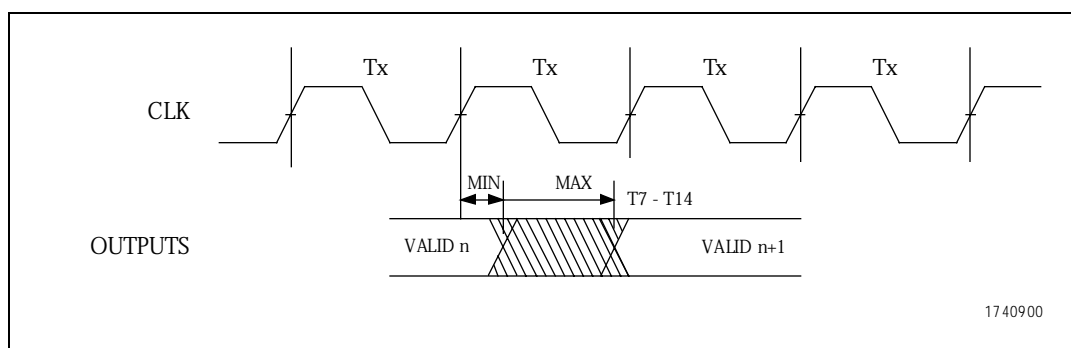 Tx Tx Tx Tx
CLK
MIN MAX T7 - T14
OUTPUTS VALID n VALID n+1
1740900